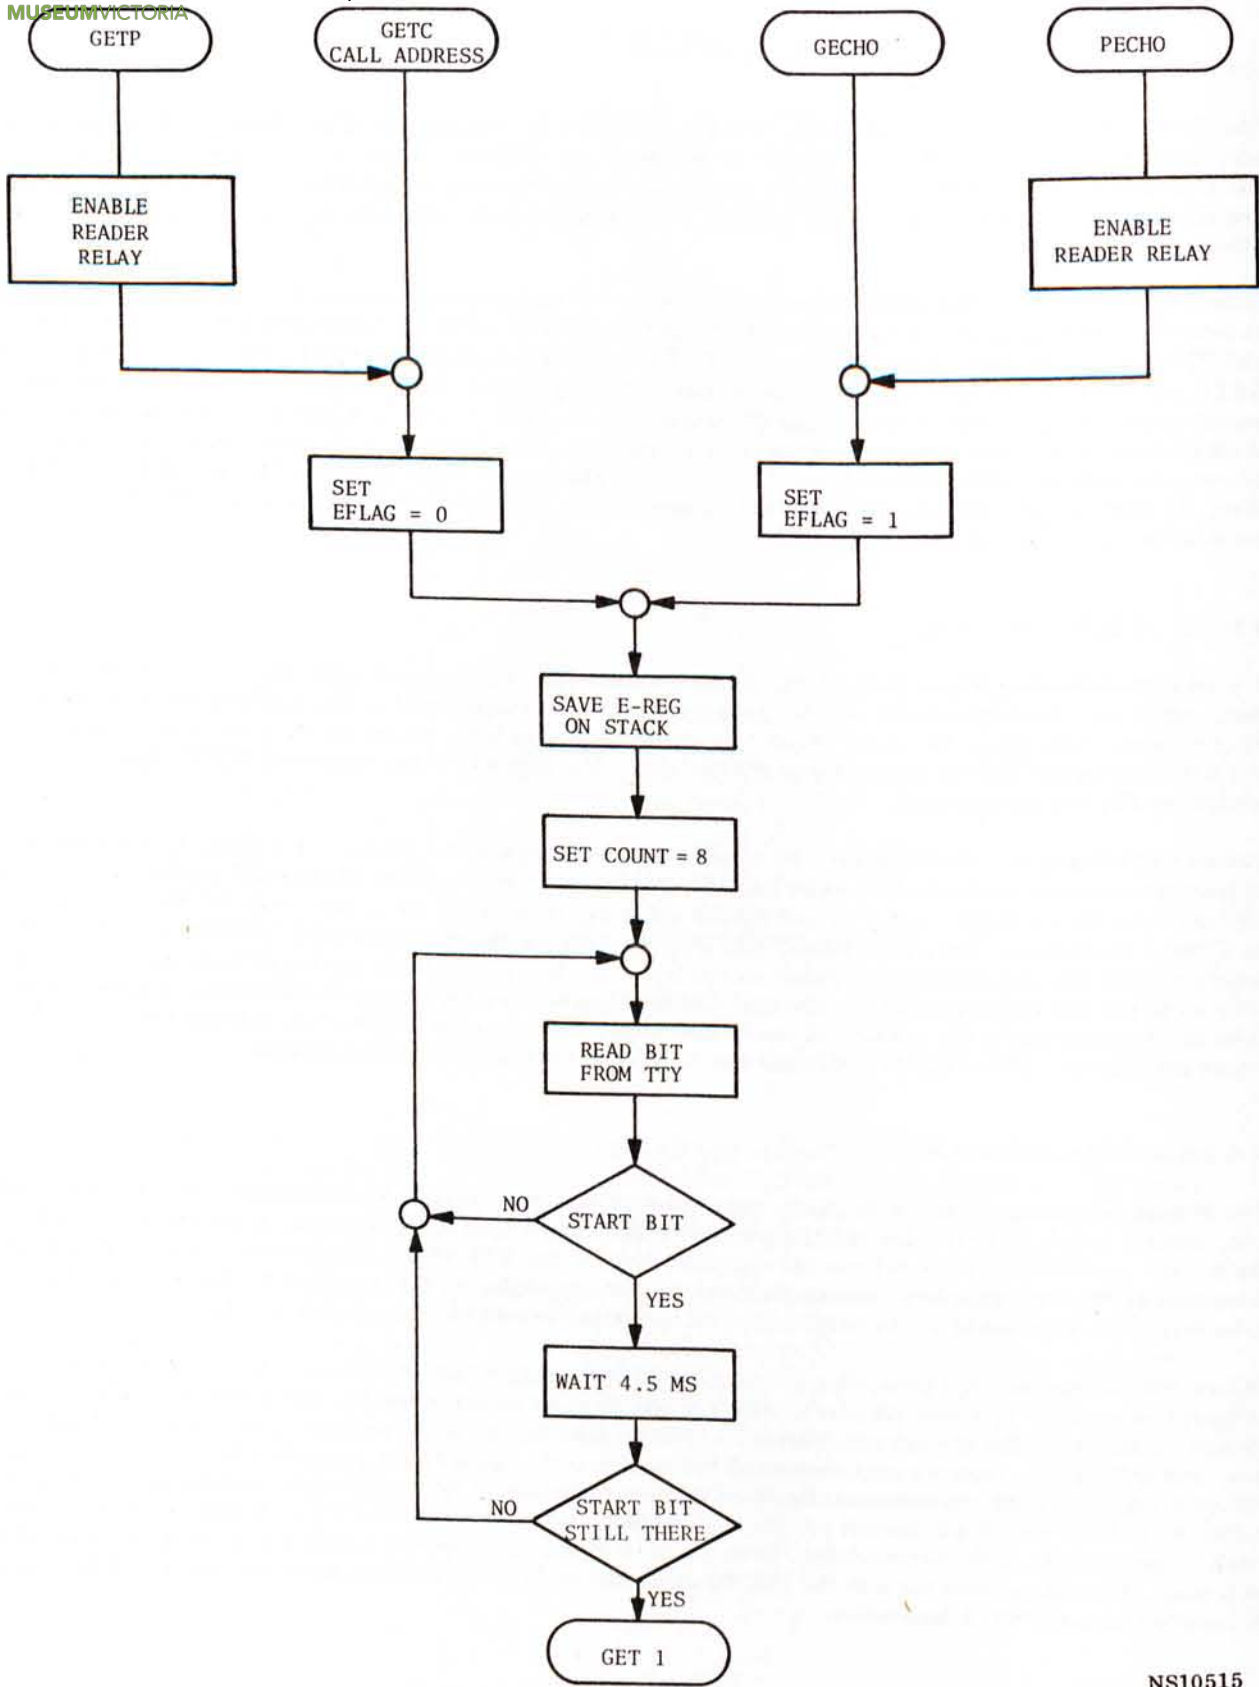 MUSEUMVICTORIA
GETP
GETC
CALL ADDRESS
GECHO
PECHO
ENABLE
READER
RELAY
ENABLE
READER RELAY
SET
EFLAG = 0
SET
EFLAG = 1
SAVE E-REG
ON STACK
SET COUNT = 8
READ BIT
FROM TTY
NO
START BIT
YES
WAIT 4.5 MS
NO
START BIT
STILL THERE
YES
GET 1
NS10515